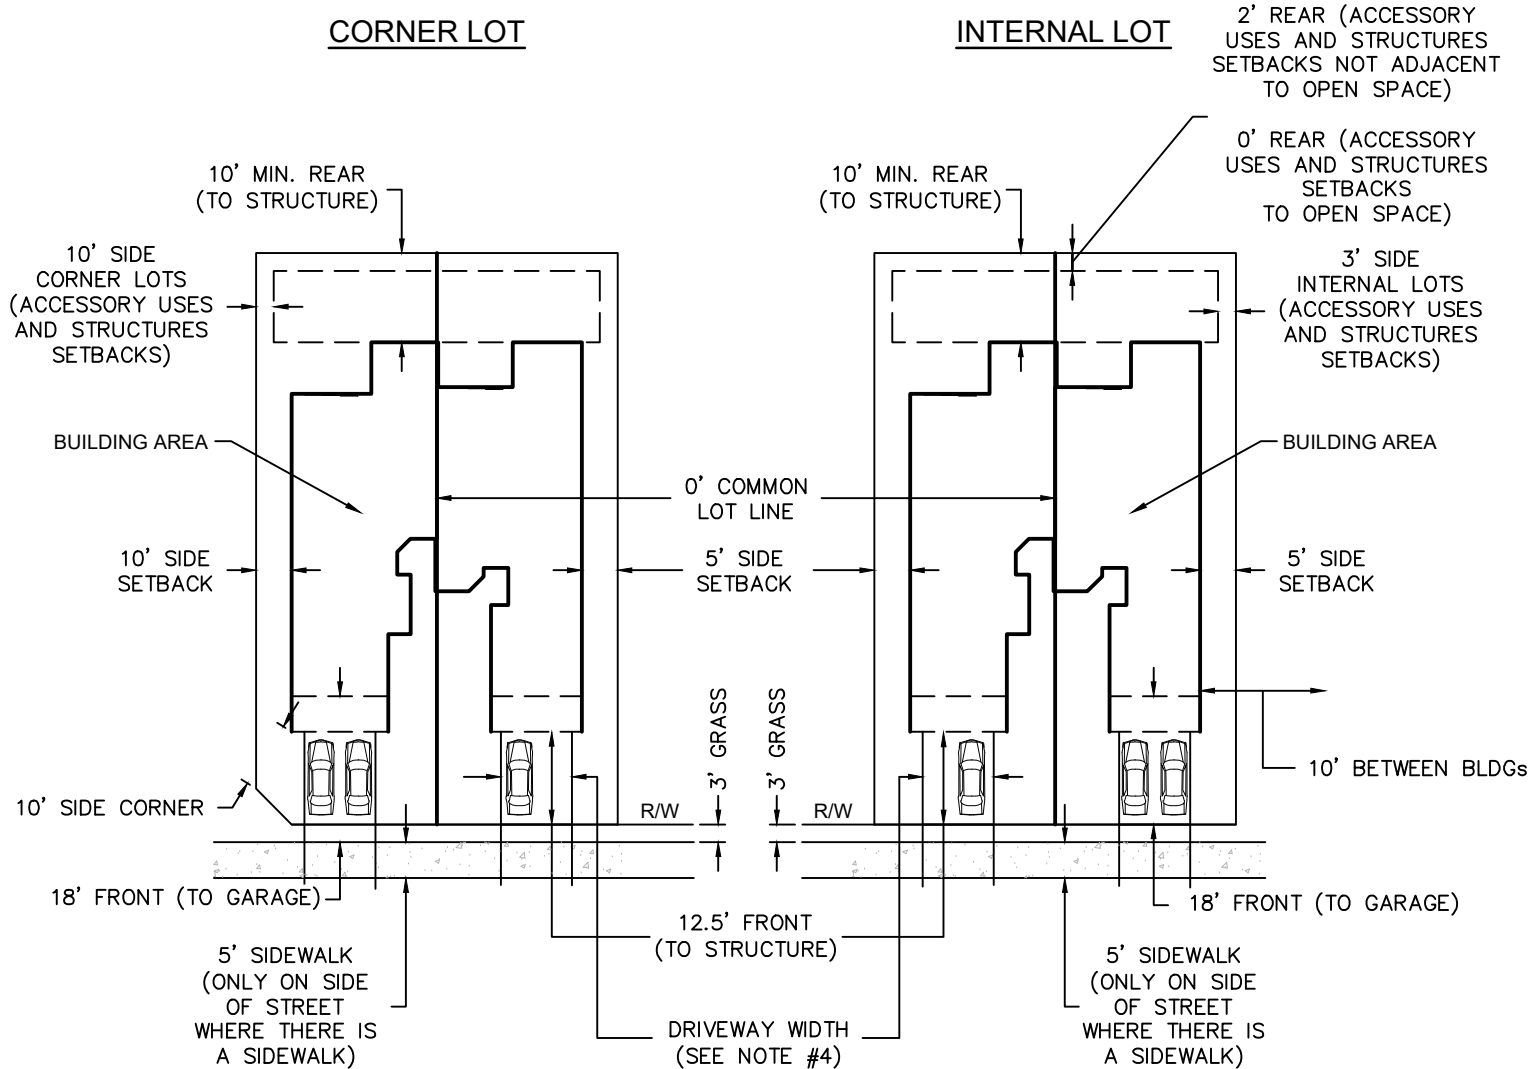 CORNER LOT
INTERNAL LOT
2' REAR (ACCESSORY
USES AND STRUCTURES
SETBACKS NOT ADJACENT
TO OPEN SPACE)
0' REAR (ACCESSORY
USES AND STRUCTURES
SETBACKS
TO OPEN SPACE)
10' MIN. REAR
(TO STRUCTURE)
10' MIN. REAR
(TO STRUCTURE)
10' SIDE
CORNER LOTS
(ACCESSORY USES
AND STRUCTURES
SETBACKS)
3' SIDE
INTERNAL LOTS
(ACCESSORY USES
AND STRUCTURES
SETBACKS)
BUILDING AREA
BUILDING AREA
0' COMMON
LOT LINE
10' SIDE
SETBACK
5' SIDE
SETBACK
5' SIDE
SETBACK
3' GRASS
3' GRASS
10' BETWEEN BLDGs
10' SIDE CORNER
R/W
R/W
18' FRONT (TO GARAGE)
18' FRONT (TO GARAGE)
12.5' FRONT
(TO STRUCTURE)
5' SIDEWALK
(ONLY ON SIDE
OF STREET
WHERE THERE IS
A SIDEWALK)
5' SIDEWALK
(ONLY ON SIDE
OF STREET
WHERE THERE IS
A SIDEWALK)
DRIVEWAY WIDTH
(SEE NOTE #4)